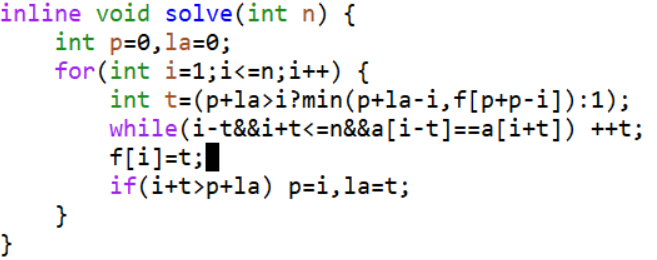 inline void solve(int n) {
    int p=0,la=0;
    for(int i=1;i<=n;i++) {
        int t=(p+la>i?min(p+la-i,f[p+p-i]):1);
        while(i-t&&i+t<=n&&a[i-t]==a[i+t]) ++t;
        f[i]=t;
        if(i+t>p+la) p=i,la=t;
    }
}